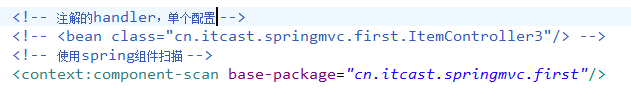 <!-- 注解的handler，单个配置-->
<!-- <bean class="cn.itcast.springmvc.first.ItemController3"/> -->
<!-- 使用spring组件扫描 -->
<context:component-scan base-package="cn.itcast.springmvc.first"/>